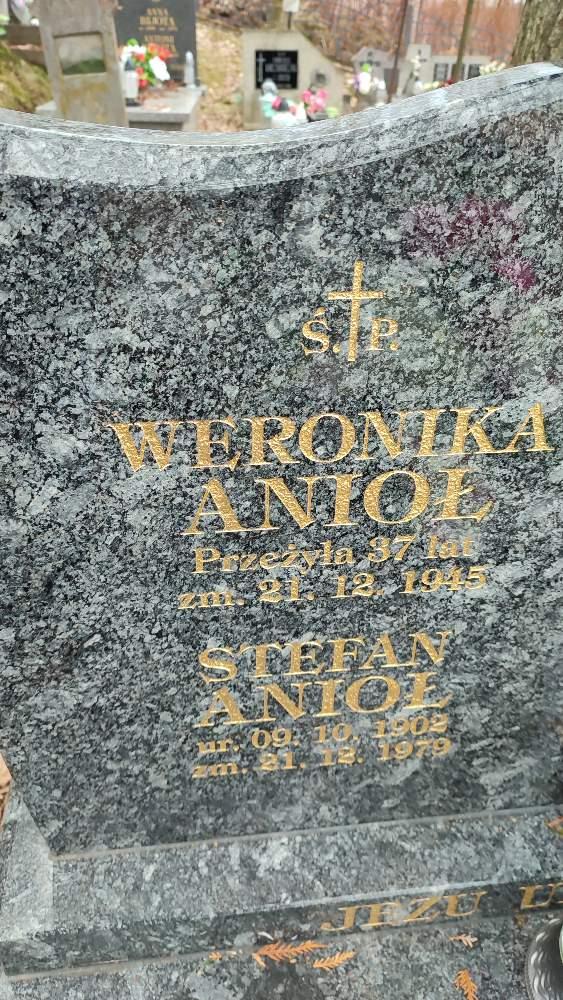 Ś. P.
WERONIKA
ANIOŁ
Przeżyła 37 lat
zm. 21. 12. 1945
STEFAN
ANIOŁ
ur. 09. 10. 1902
zm. 21. 12. 1979
JEZU